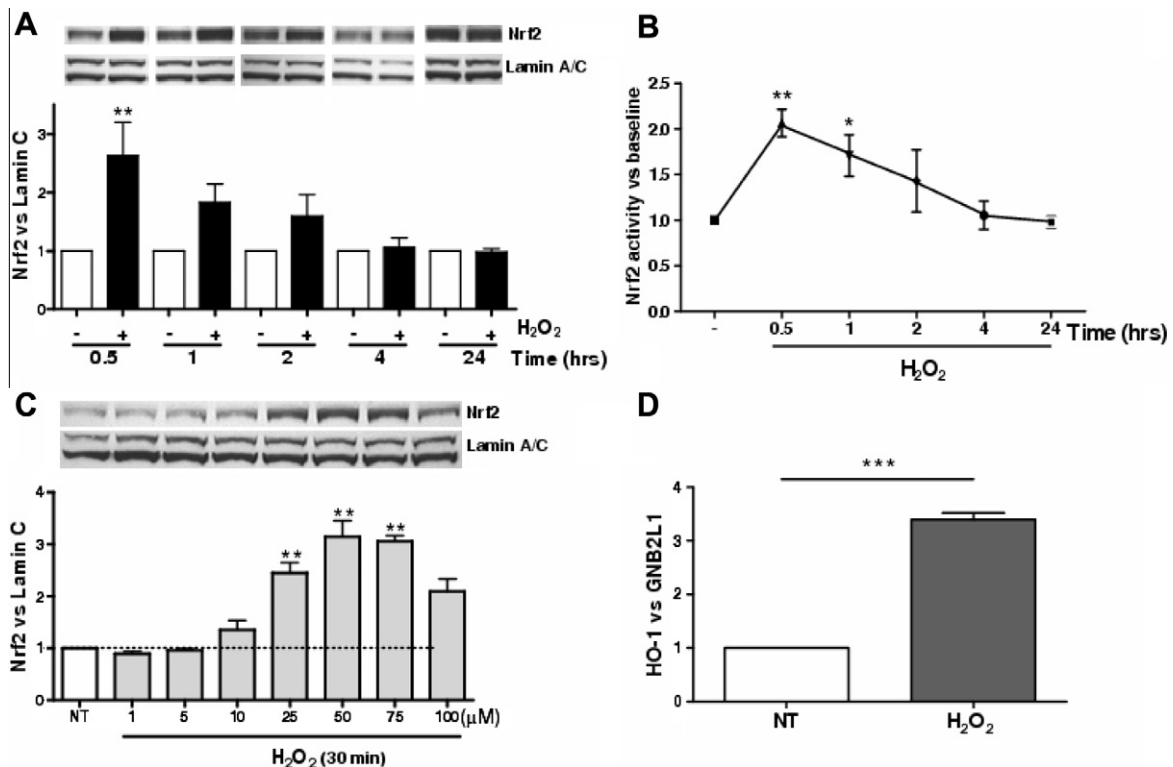 A
Nrf2
Lamin A/C
Nrf2 vs Lamin C
3
2
1
0
**
- + - + - + - + - + H₂O₂
0.5 1 2 4 24 Time (hrs)
B
Nrf2 activity vs baseline
2.5
2.0
1.5
1.0
0.5
0.0
**
*
- 0.5 1 2 4 24 Time (hrs)
H₂O₂
C
Nrf2
Lamin A/C
Nrf2 vs Lamin C
4
3
2
1
0
** ** **
NT 1 5 10 25 50 75 100(μM)
H₂O₂ (30 min)
D
HO-1 vs GNB2L1
4
3
2
1
0
***
NT H₂O₂